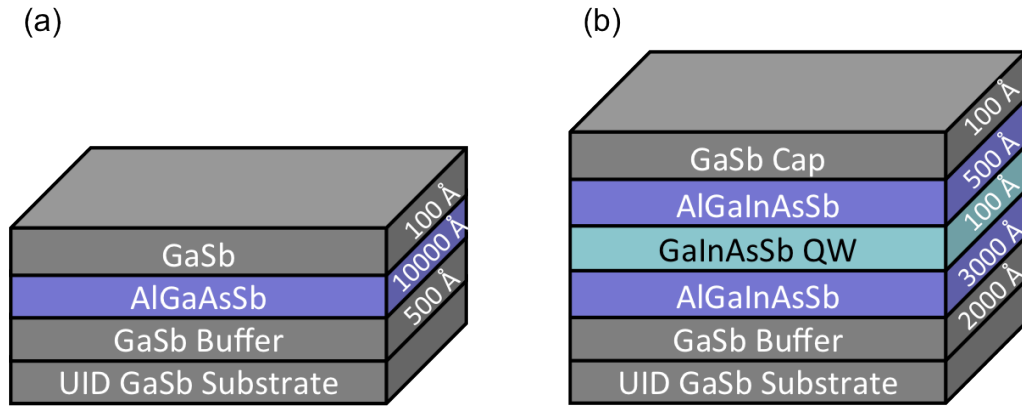 (a)
100 Å
GaSb
10000 Å
AlGaAsSb
500 Å
GaSb Buffer
UID GaSb Substrate
(b)
100 Å
GaSb Cap
500 Å
AlGaInAsSb
100 Å
GaInAsSb QW
3000 Å
AlGaInAsSb
2000 Å
GaSb Buffer
UID GaSb Substrate